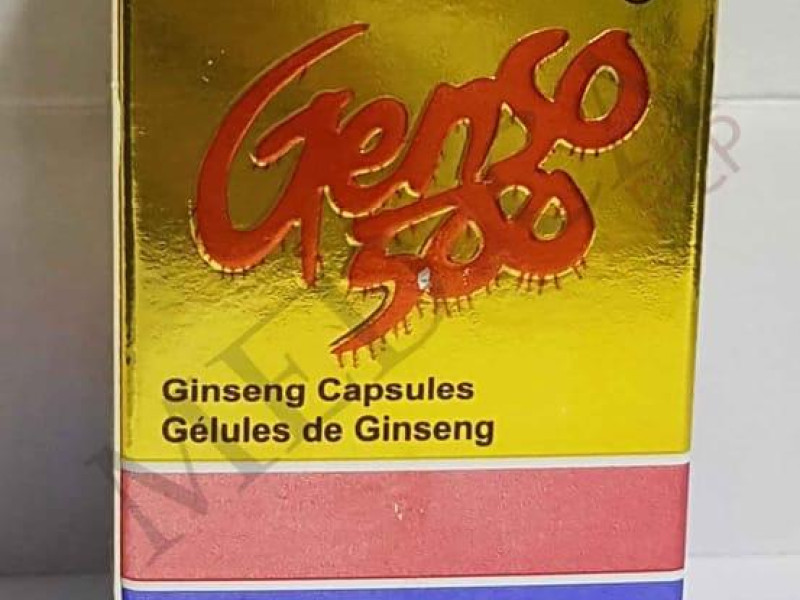 Genso
500
Ginseng Capsules
Gélules de Ginseng